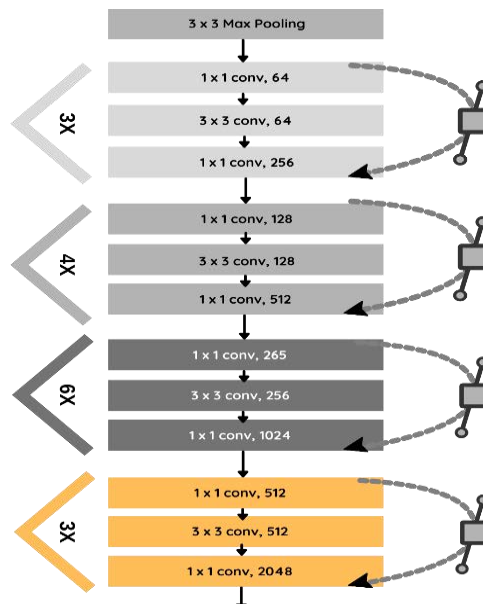 3 x 3 Max Pooling
1 x 1 conv, 64
3 x 3 conv, 64
1 x 1 conv, 256
3X
1 x 1 conv, 128
3 x 3 conv, 128
1 x 1 conv, 512
4X
1 x 1 conv, 265
3 x 3 conv, 256
1 x 1 conv, 1024
6X
1 x 1 conv, 512
3 x 3 conv, 512
1 x 1 conv, 2048
3X